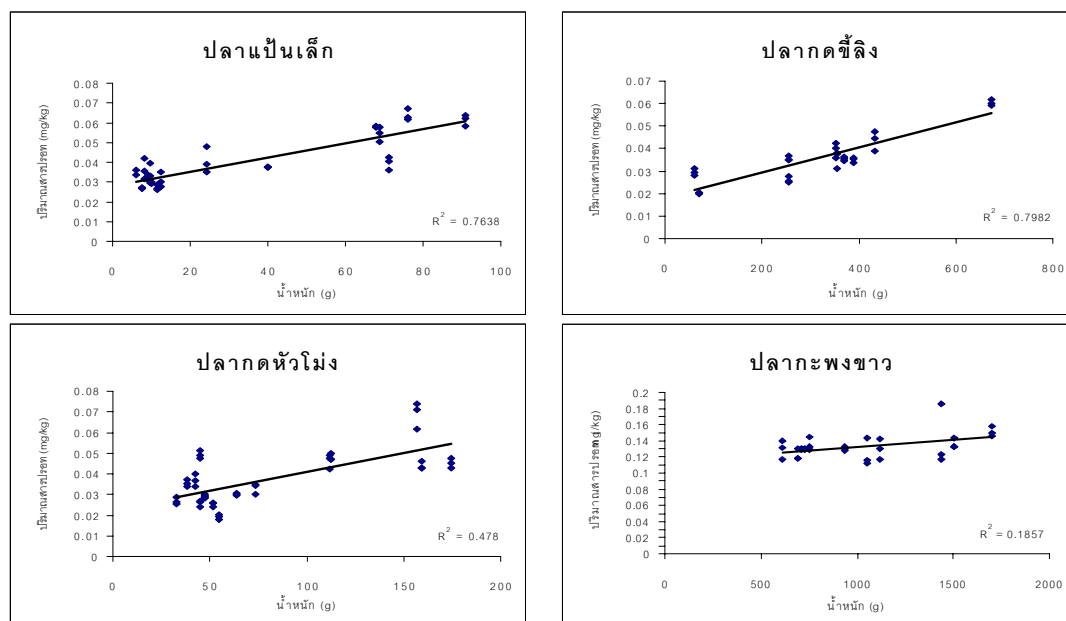 ปลาแป้นเล็ก
0.08
0.07
0.06
0.05
0.04
0.03
0.02
0.01
0
ปริมาณสารปรอท (mg/kg)
R² = 0.7638
0 20 40 60 80 100
น้ำหนัก (g)
ปลากดขี้ลิง
0.07
0.06
0.05
0.04
0.03
0.02
0.01
0
ปริมาณสารปรอท (mg/kg)
R² = 0.7982
0 200 400 600 800
น้ำหนัก (g)
ปลากดหัวโม่ง
0.08
0.07
0.06
0.05
0.04
0.03
0.02
0.01
0
ปริมาณสารปรอท (mg/kg)
R² = 0.478
0 50 100 150 200
น้ำหนัก (g)
ปลากะพงขาว
0.2
0.18
0.16
0.14
0.12
0.1
0.08
0.06
0.04
0.02
0
ปริมาณสารปรอท (mg/kg)
R² = 0.1857
0 500 1000 1500 2000
น้ำหนัก (g)